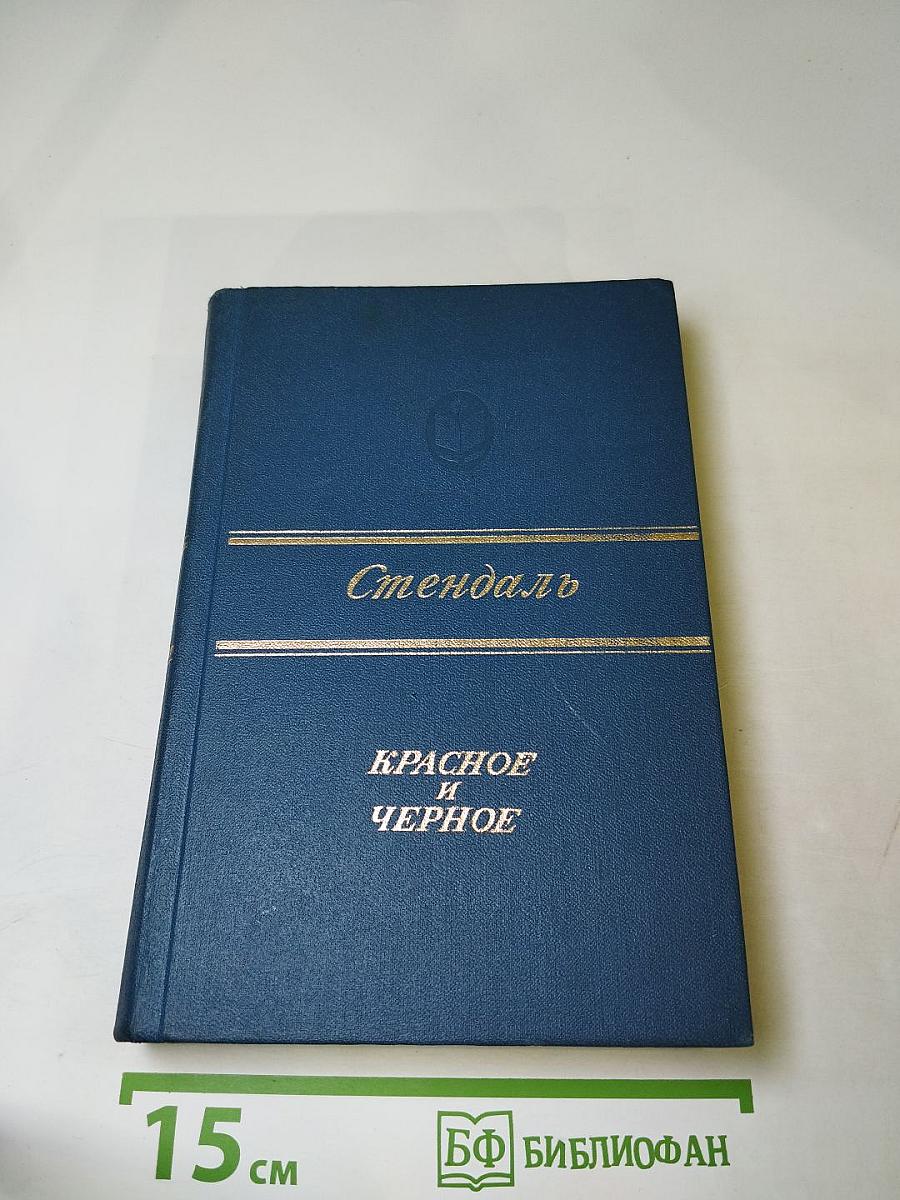 Стендаль
КРАСНОЕ
И
ЧЕРНОЕ
15 см
БФ БИБЛИОФАН